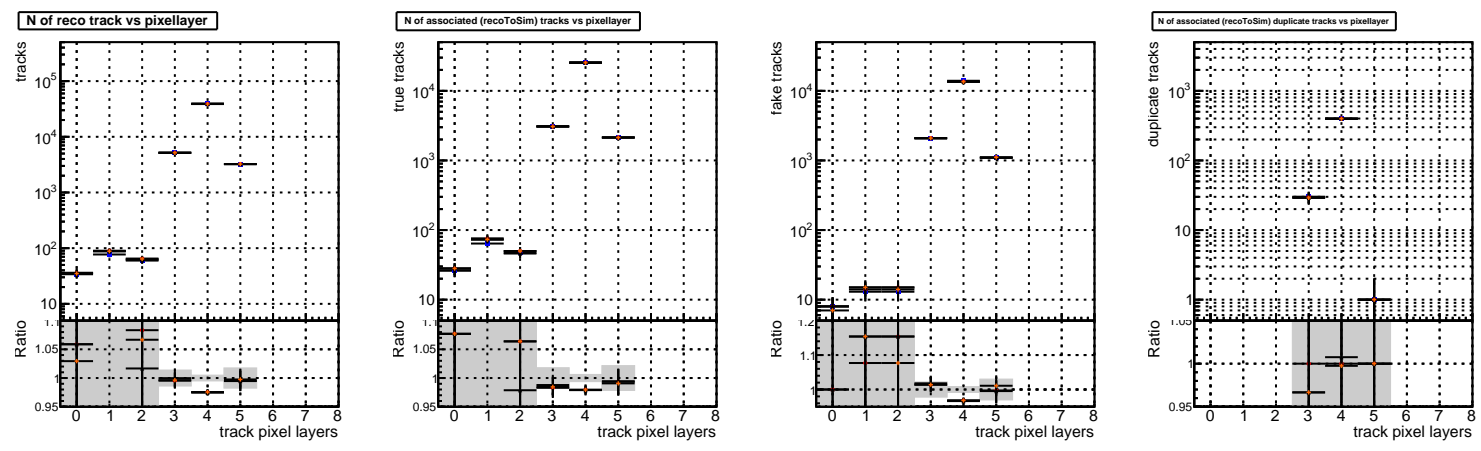 N of reco track vs pixellayer
tracks
10^5
10^4
10^3
10^2
10
Ratio
1.1
1.05
1
0.95
0 1 2 3 4 5 6 7 8
track pixel layers
N of associated (recoToSim) tracks vs pixellayer
true tracks
10^4
10^3
10^2
10
Ratio
1.1
1.05
1
0.95
0 1 2 3 4 5 6 7 8
track pixel layers
fake tracks
10^4
10^3
10^2
10
Ratio
1.2
1.1
1
0 1 2 3 4 5 6 7 8
track pixel layers
N of associated (recoToSim) duplicate tracks vs pixellayer
duplicate tracks
10^3
10^2
10
1
Ratio
1.05
1
0.95
0 1 2 3 4 5 6 7 8
track pixel layers